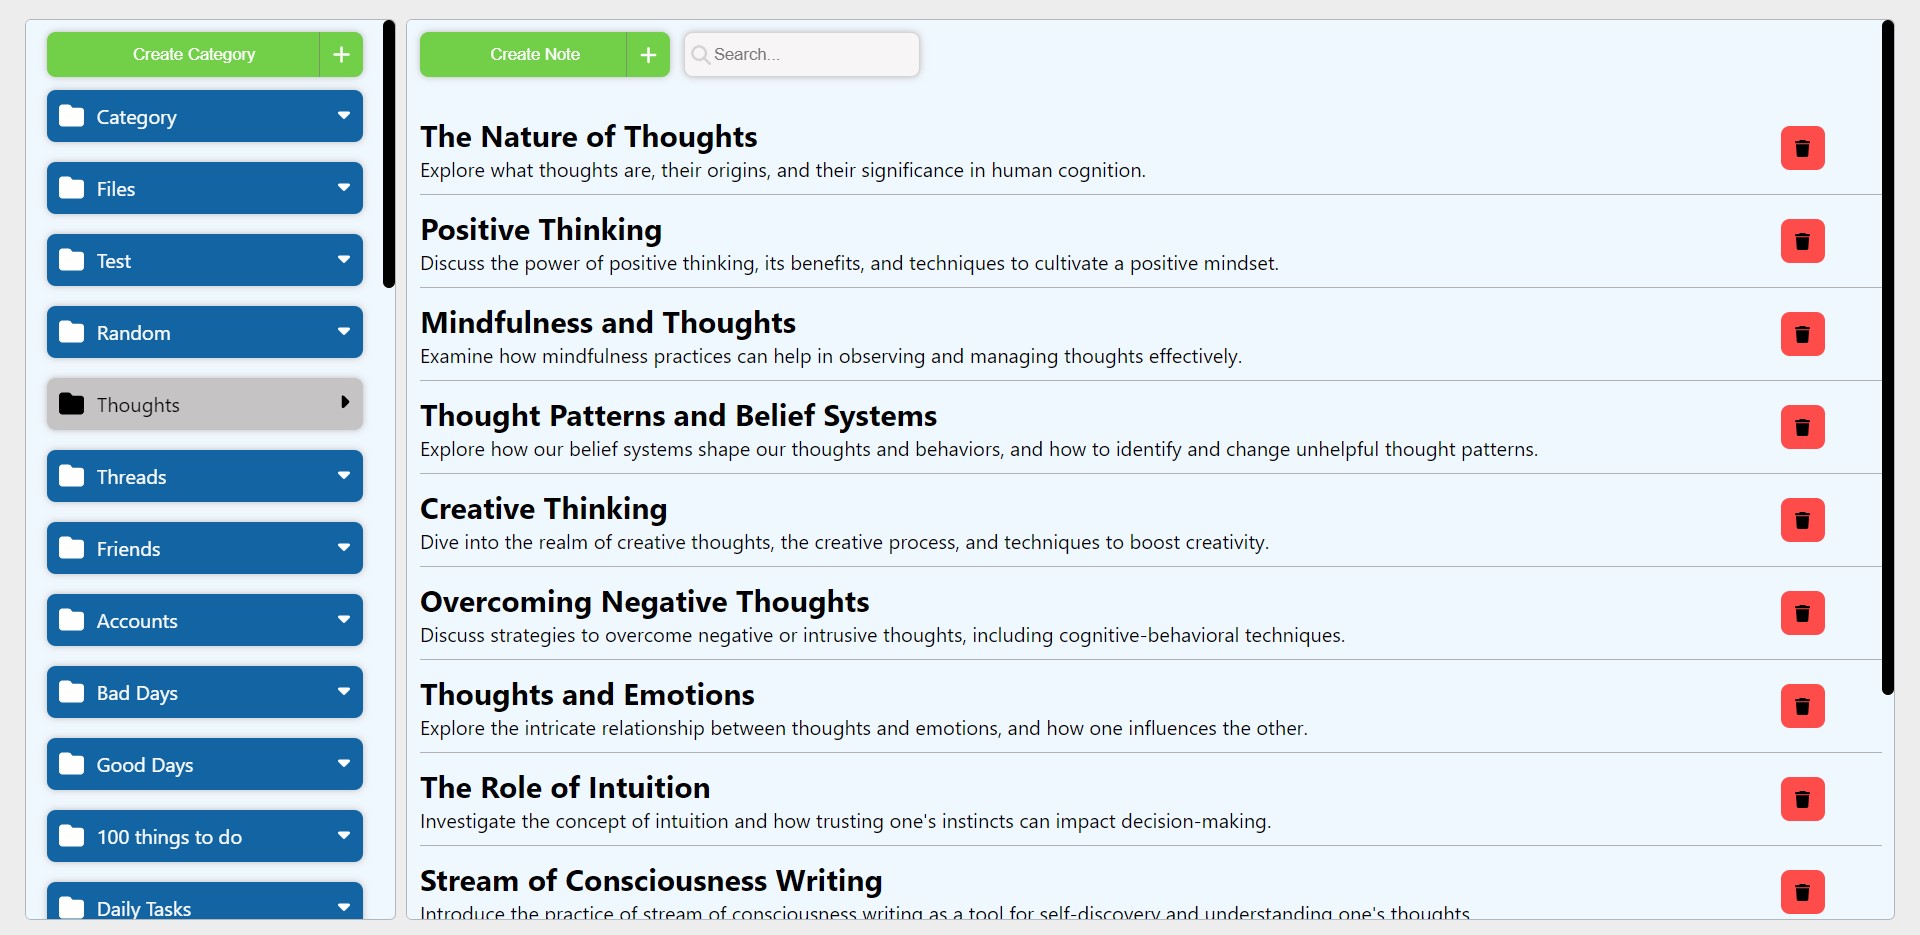 Create Category
Category
Files
Test
Random
Thoughts
Threads
Friends
Accounts
Bad Days
Good Days
100 things to do
Daily Tasks
Create Note
Search...
The Nature of Thoughts
Explore what thoughts are, their origins, and their significance in human cognition.
Positive Thinking
Discuss the power of positive thinking, its benefits, and techniques to cultivate a positive mindset.
Mindfulness and Thoughts
Examine how mindfulness practices can help in observing and managing thoughts effectively.
Thought Patterns and Belief Systems
Explore how our belief systems shape our thoughts and behaviors, and how to identify and change unhelpful thought patterns.
Creative Thinking
Dive into the realm of creative thoughts, the creative process, and techniques to boost creativity.
Overcoming Negative Thoughts
Discuss strategies to overcome negative or intrusive thoughts, including cognitive-behavioral techniques.
Thoughts and Emotions
Explore the intricate relationship between thoughts and emotions, and how one influences the other.
The Role of Intuition
Investigate the concept of intuition and how trusting one's instincts can impact decision-making.
Stream of Consciousness Writing
Introduce the practice of stream of consciousness writing as a tool for self-discovery and understanding one's thoughts